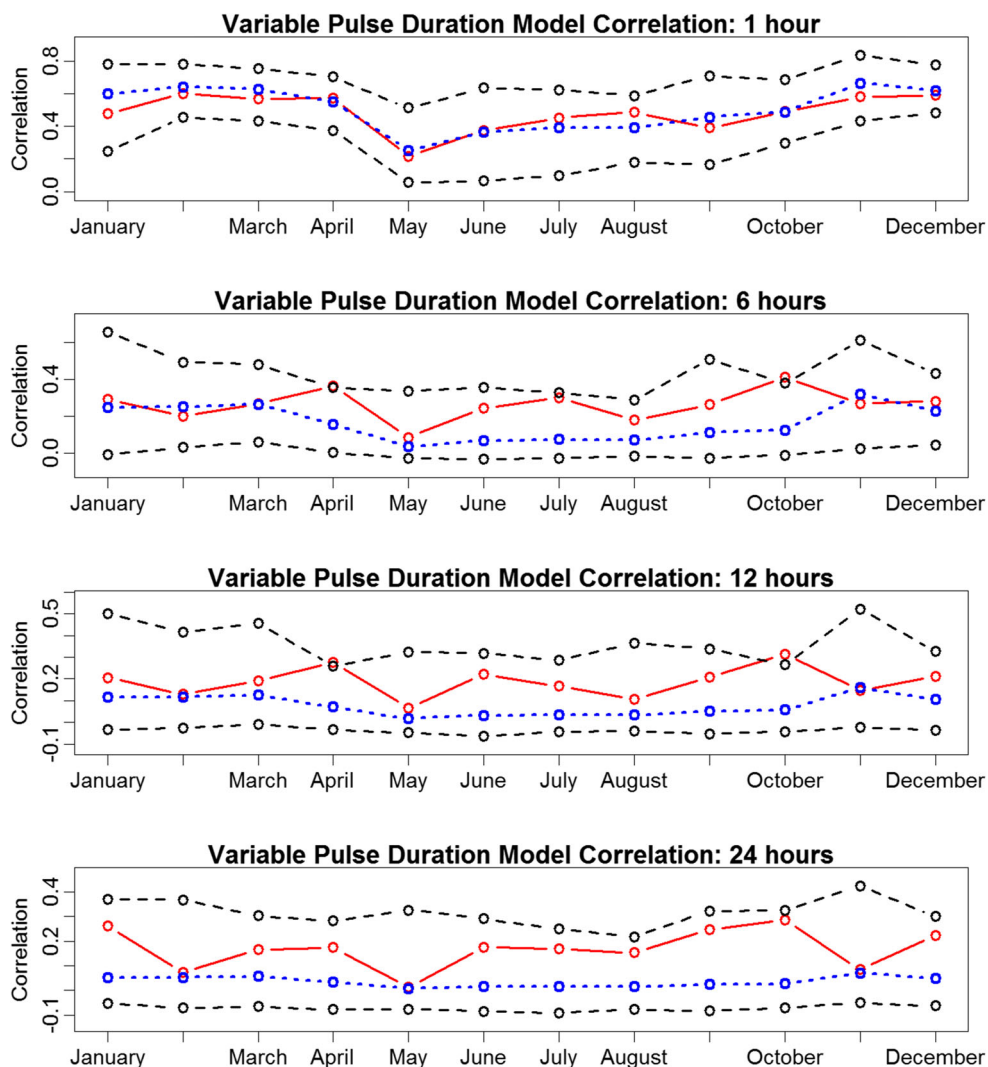 Variable Pulse Duration Model Correlation: 1 hour
Correlation
0.8
0.4
0.0
January March April May June July August October December
Variable Pulse Duration Model Correlation: 6 hours
Correlation
0.4
0.0
January March April May June July August October December
Variable Pulse Duration Model Correlation: 12 hours
Correlation
0.5
0.2
-0.1
January March April May June July August October December
Variable Pulse Duration Model Correlation: 24 hours
Correlation
0.4
0.2
-0.1
January March April May June July August October December